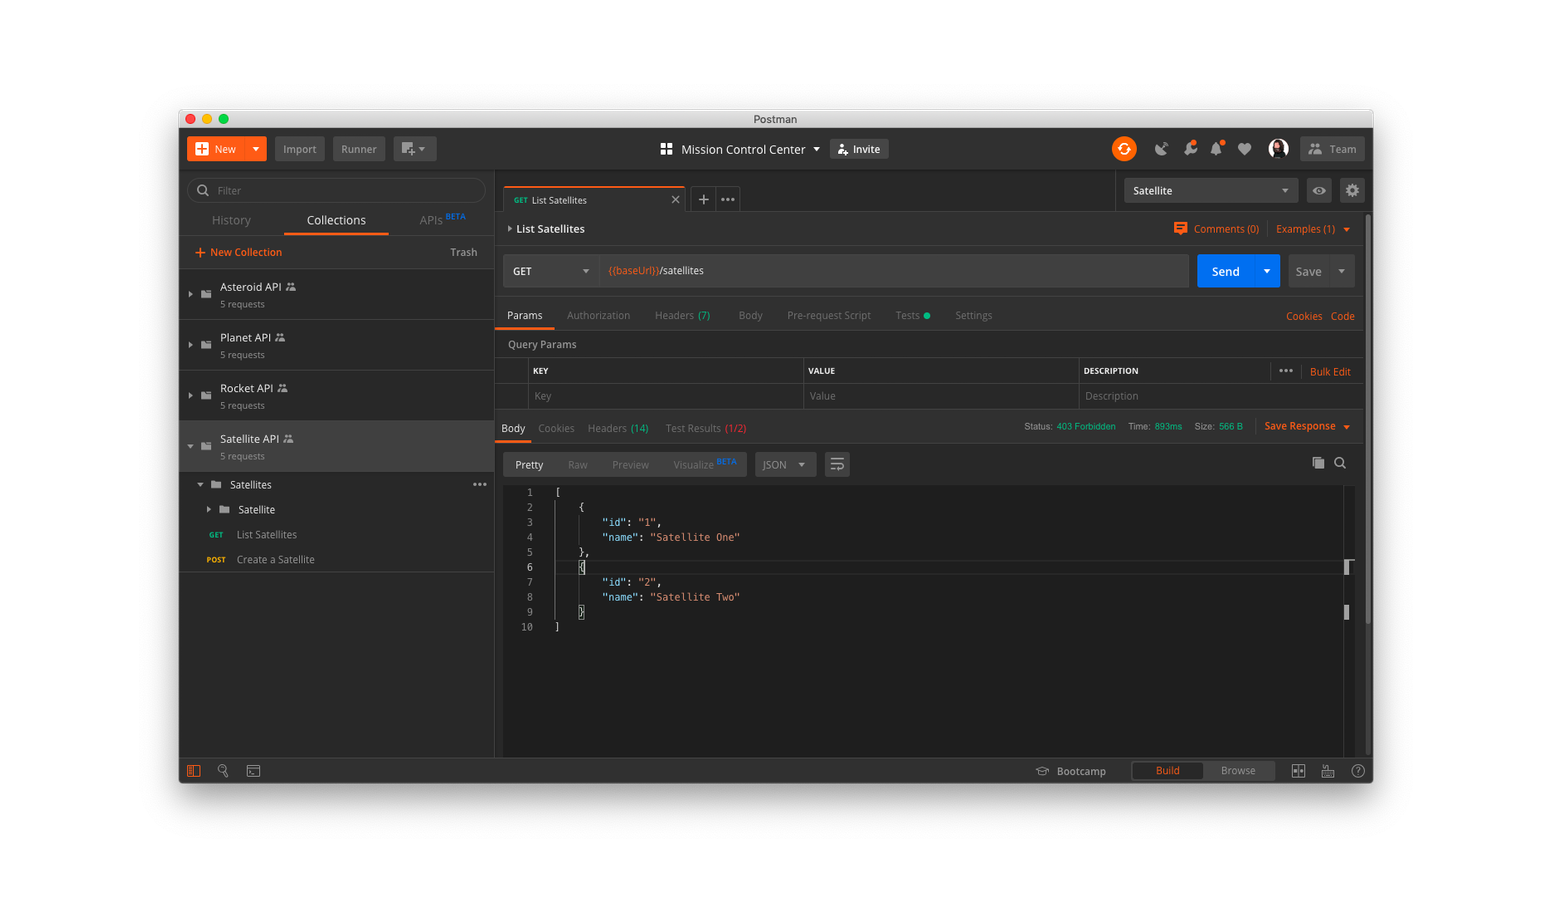 Postman
New
Import
Runner
Mission Control Center
Invite
Team
Filter
History
Collections
APIs BETA
New Collection
Trash
Asteroid API
5 requests
Planet API
5 requests
Rocket API
5 requests
Satellite API
5 requests
Satellites
Satellite
GET List Satellites
POST Create a Satellite
GET List Satellites
Satellite
List Satellites
Comments (0)
Examples (1)
GET
{{baseUrl}}/satellites
Send
Save
Params
Authorization
Headers (7)
Body
Pre-request Script
Tests
Settings
Cookies
Code
Query Params
KEY
VALUE
DESCRIPTION
Bulk Edit
Key
Value
Description
Body
Cookies
Headers (14)
Test Results (1/2)
Status: 403 Forbidden
Time: 893ms
Size: 566 B
Save Response
Pretty
Raw
Preview
Visualize BETA
JSON
1 [
2 {
3 "id": "1",
4 "name": "Satellite One"
5 },
6 {
7 "id": "2",
8 "name": "Satellite Two"
9 }
10 ]
Bootcamp
Build
Browse